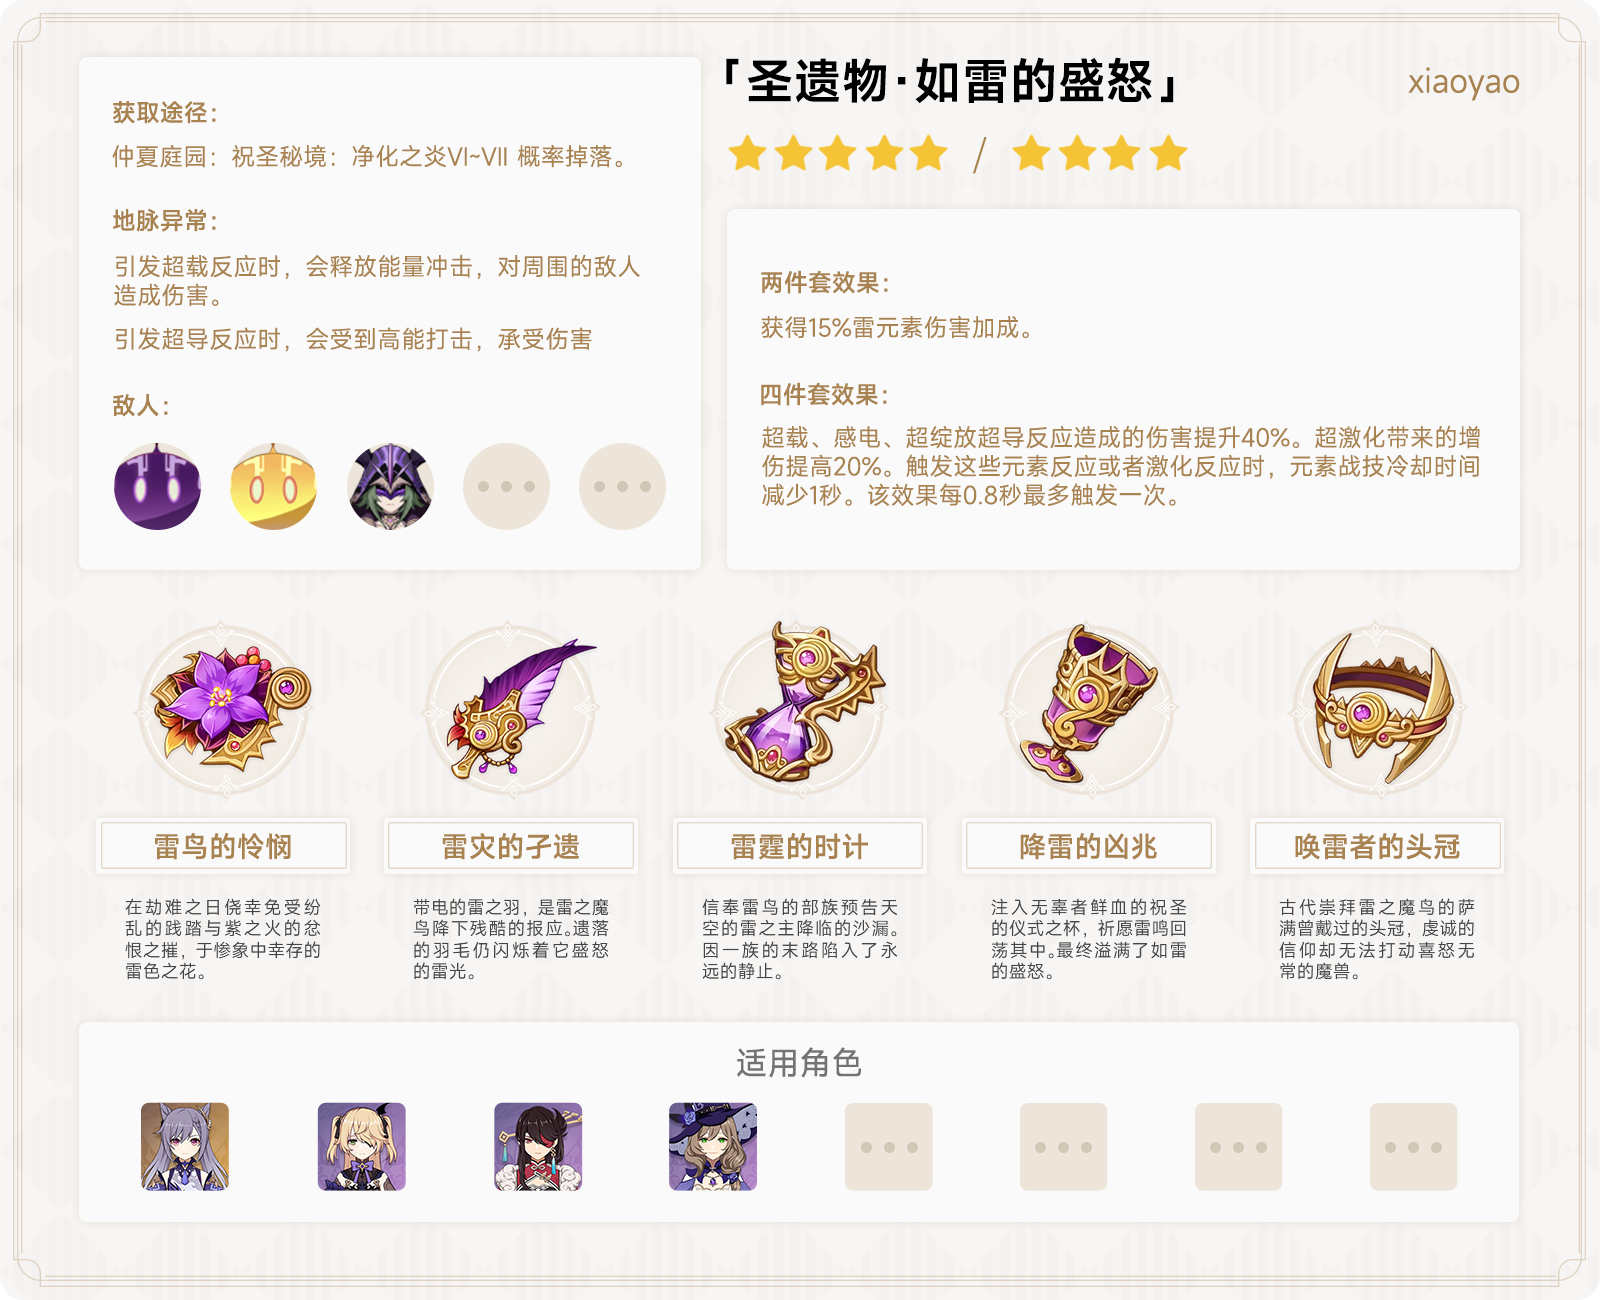 获取途径：
仲夏庭园：祝圣秘境：净化之炎VI~VII 概率掉落。
地脉异常：
引发超载反应时，会释放能量冲击，对周围的敌人
造成伤害。
引发超导反应时，会受到高能打击，承受伤害
敌人：
「圣遗物·如雷的盛怒」
xiaoyao
/
两件套效果：
获得15%雷元素伤害加成。
四件套效果：
超载、感电、超绽放超导反应造成的伤害提升40%。超激化带来的增
伤提高20%。触发这些元素反应或者激化反应时，元素战技冷却时间
减少1秒。该效果每0.8秒最多触发一次。
雷鸟的怜悯
在劫难之日侥幸免受纷
乱的践踏与紫之火的忿
恨之摧，于惨象中幸存的
雷色之花。
雷灾的孑遗
带电的雷之羽，是雷之魔
鸟降下残酷的报应。遗落
的羽毛仍闪烁着它盛怒
的雷光。
雷霆的时计
信奉雷鸟的部族预告天
空的雷之主降临的沙漏。
因一族的末路陷入了永
远的静止。
降雷的凶兆
注入无辜者鲜血的祝圣
的仪式之杯，祈愿雷鸣回
荡其中。最终溢满了如雷
的盛怒。
唤雷者的头冠
古代崇拜雷之魔鸟的萨
满曾戴过的头冠，虔诚的
信仰却无法打动喜怒无
常的魔兽。
适用角色